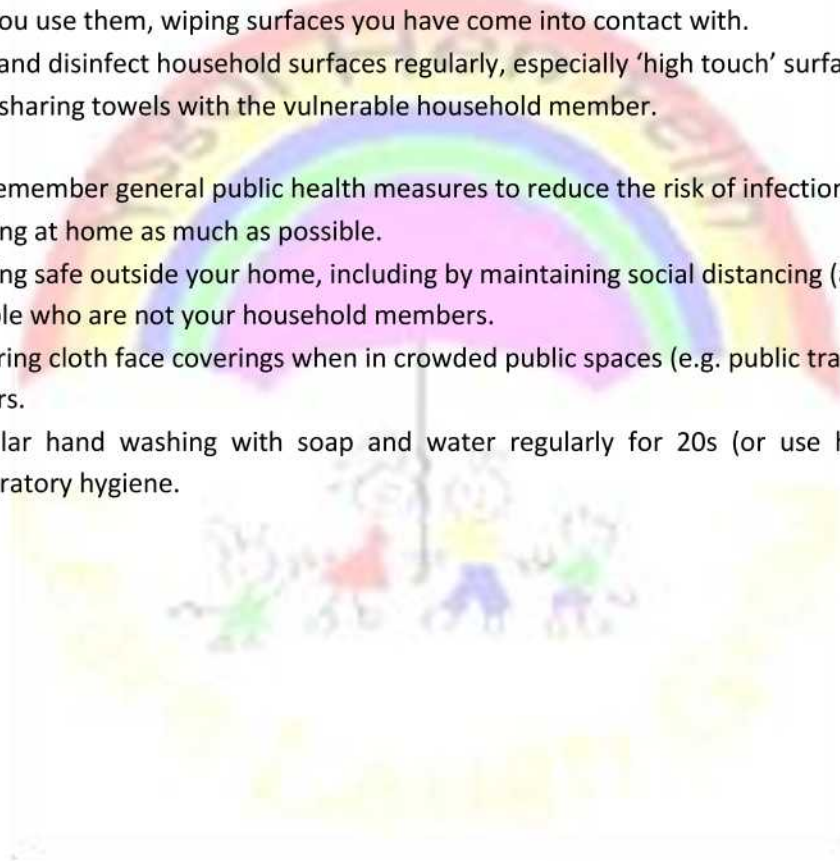 ou use them, wiping surfaces you have come into contact with.
and disinfect household surfaces regularly, especially ‘high touch’ surfa
sharing towels with the vulnerable household member.
emember general public health measures to reduce the risk of infection
ng at home as much as possible.
ng safe outside your home, including by maintaining social distancing (
le who are not your household members.
ring cloth face coverings when in crowded public spaces (e.g. public tra
rs.
lar hand washing with soap and water regularly for 20s (or use h
ratory hygiene.